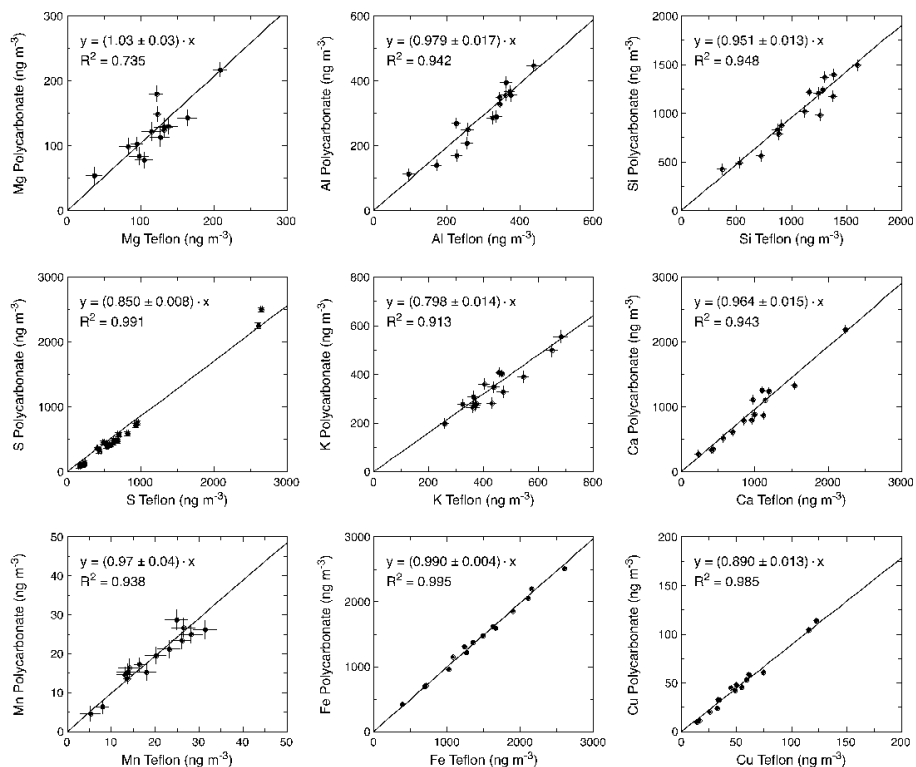 300
200
100
0
y = (1.03 ± 0.03) · x
R² = 0.735
0 100 200 300
Mg Teflon (ng m⁻³)
Mg Polycarbonate (ng m⁻³)
600
400
200
0
y = (0.979 ± 0.017) · x
R² = 0.942
0 200 400 600
Al Teflon (ng m⁻³)
Al Polycarbonate (ng m⁻³)
2000
1500
1000
500
0
y = (0.951 ± 0.013) · x
R² = 0.948
0 500 1000 1500 2000
Si Teflon (ng m⁻³)
Si Polycarbonate (ng m⁻³)
3000
2000
1000
0
y = (0.850 ± 0.008) · x
R² = 0.991
0 1000 2000 3000
S Teflon (ng m⁻³)
S Polycarbonate (ng m⁻³)
800
600
400
200
0
y = (0.798 ± 0.014) · x
R² = 0.913
0 200 400 600 800
K Teflon (ng m⁻³)
K Polycarbonate (ng m⁻³)
3000
2000
1000
0
y = (0.964 ± 0.015) · x
R² = 0.943
0 1000 2000 3000
Ca Teflon (ng m⁻³)
Ca Polycarbonate (ng m⁻³)
50
40
30
20
10
0
y = (0.97 ± 0.04) · x
R² = 0.938
0 10 20 30 40 50
Mn Teflon (ng m⁻³)
Mn Polycarbonate (ng m⁻³)
3000
2000
1000
0
y = (0.990 ± 0.004) · x
R² = 0.995
0 1000 2000 3000
Fe Teflon (ng m⁻³)
Fe Polycarbonate (ng m⁻³)
200
150
100
50
0
y = (0.890 ± 0.013) · x
R² = 0.985
0 50 100 150 200
Cu Teflon (ng m⁻³)
Cu Polycarbonate (ng m⁻³)